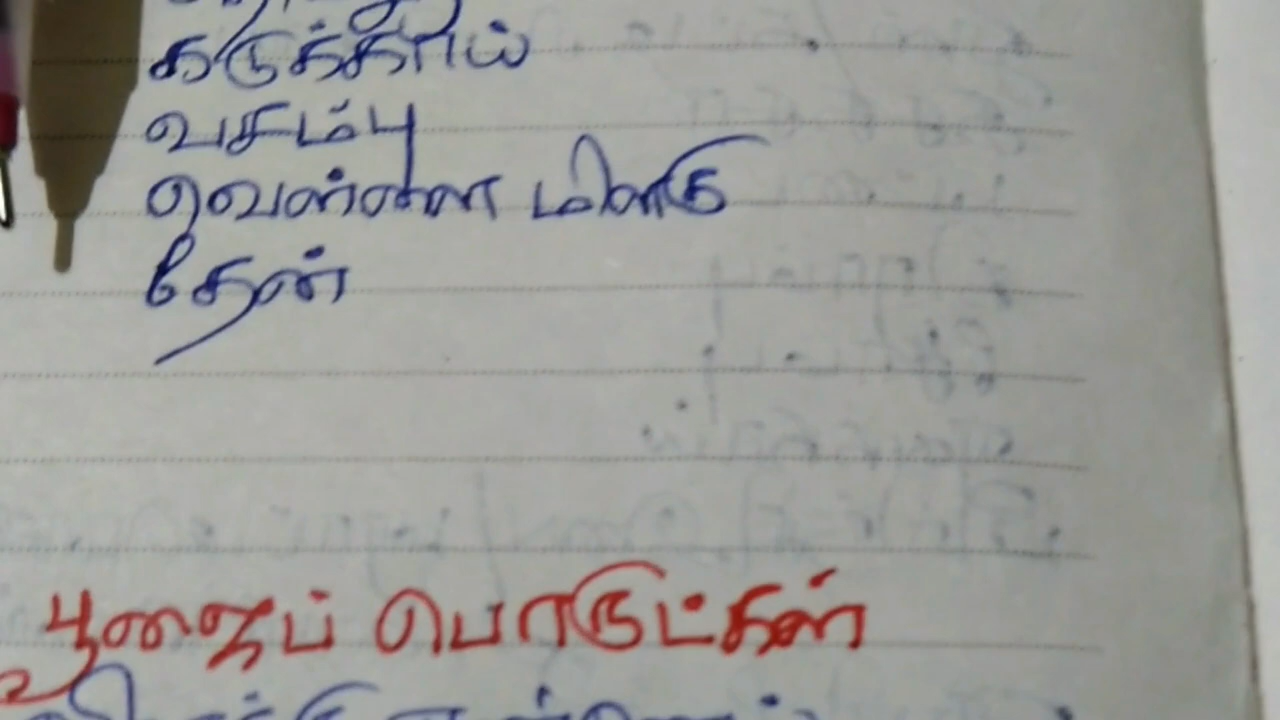 கடுக்காய்
வசம்பு
வெள்ளை மிளகு
தேன்
பூஜைப் பொருட்கள்